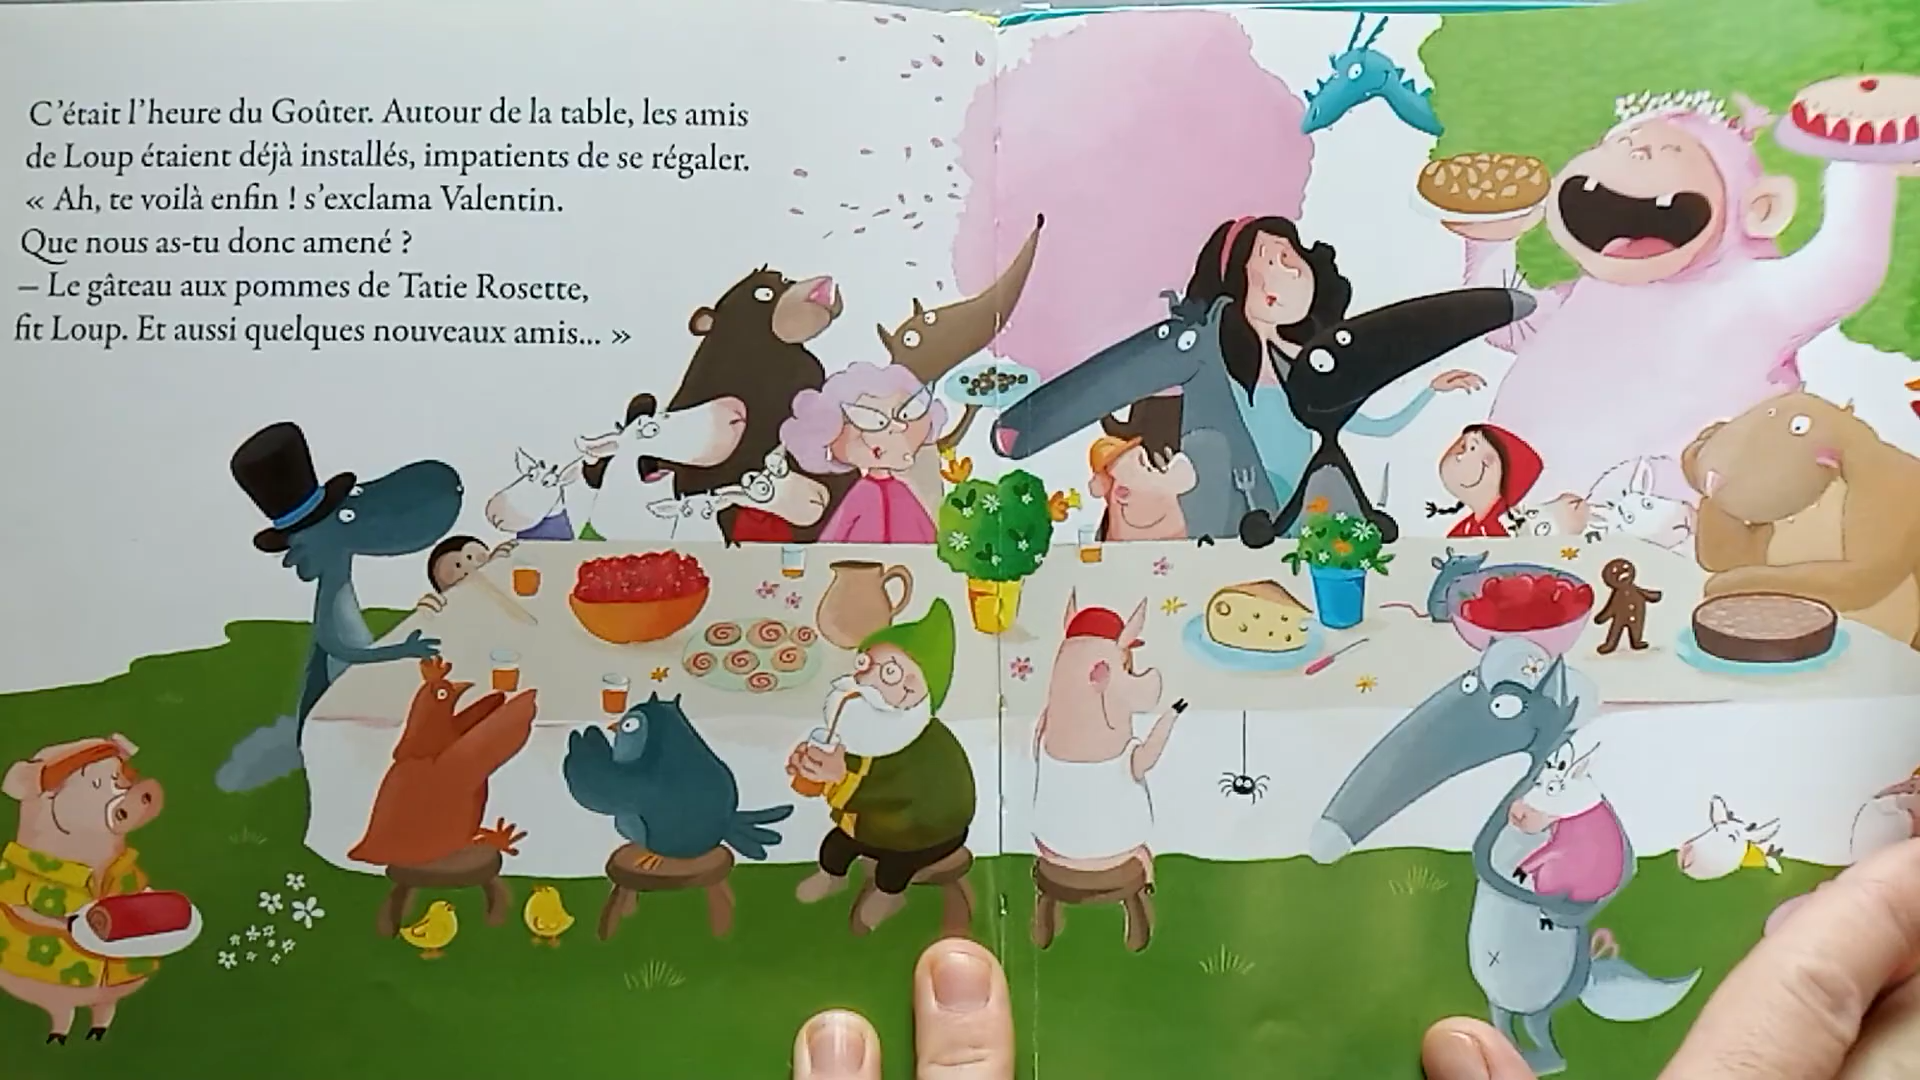 C'était l'heure du Goûter. Autour de la table, les amis
de Loup étaient déjà installés, impatients de se régaler.
« Ah, te voilà enfin ! s'exclama Valentin.
Que nous as-tu donc amené ?
– Le gâteau aux pommes de Tatie Rosette,
fit Loup. Et aussi quelques nouveaux amis... »